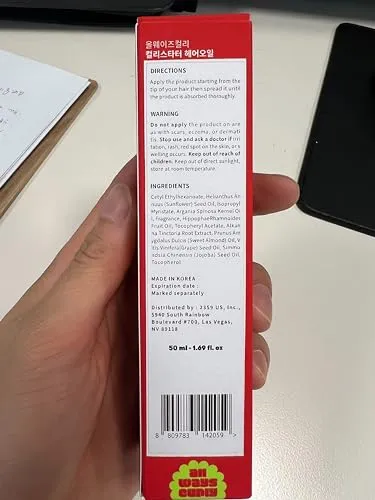 올웨이즈컬리
컬리스타터 헤어오일
DIRECTIONS
Apply the product starting from the
tip of your hair then spread it until
the product is absorbed thoroughly.
WARNING
Do not apply the product on are
as with scars, eczema, or dermati
tis. Stop use and ask a doctor if irri
tation, rash, red spot on the skin, or s
welling occurs. Keep out of reach of
children. Keep out of direct sunlight,
store at room temperature.
INGREDIENTS
Cetyl Ethylhexanoate, Helianthus An
nuus (Sunflower) Seed Oil, Isopropyl
Myristate, Argania Spinosa Kernel O
il, fragrance, HippophaeRhamnoides
Fruit Oil, Tocopheryl Acetate, Alkan
na Tinctoria Root Extract, Prunus Am
ygdalus Dulcis (Sweet Almond) Oil, V
itis Vinifera(Grape) Seed Oil, Simmo
ndsia Chinensis (Jojoba) Seed Oil,
Tocopherol
MADE IN KOREA
Expiration date :
Marked separately
Distributed by : 2359 US, Inc.,
5940 South Rainbow
Boulevard #700, Las Vegas,
NV 89118
50 ml - 1.69 fl. oz
8 809783 142059 >
all
ways
curly